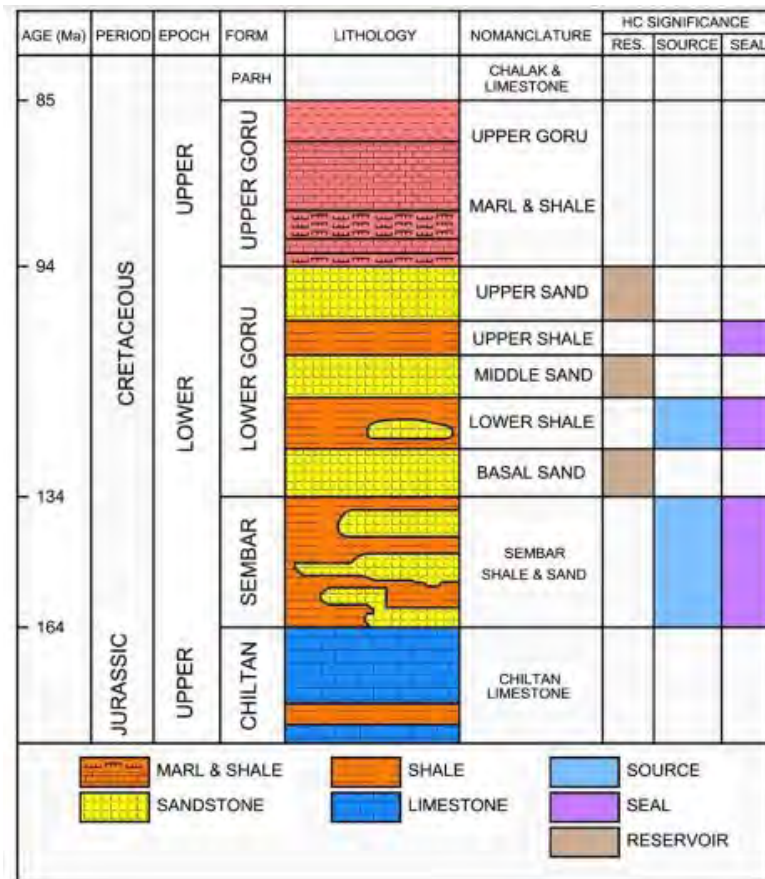 AGE (Ma) PERIOD EPOCH FORM LITHOLOGY NOMANCLATURE HC SIGNIFICANCE
RES. SOURCE SEAL
PARH CHALAK &
LIMESTONE
85
UPPER GORU
UPPER
UPPER GORU
MARL & SHALE
94
CRETACEOUS
UPPER SAND
UPPER SHALE
MIDDLE SAND
LOWER
LOWER GORU
LOWER SHALE
BASAL SAND
134
SEMBAR
SEMBAR
SHALE & SAND
164
JURASSIC
UPPER
CHILTAN
CHILTAN
LIMESTONE
MARL & SHALE SHALE SOURCE
SANDSTONE LIMESTONE SEAL
RESERVOIR